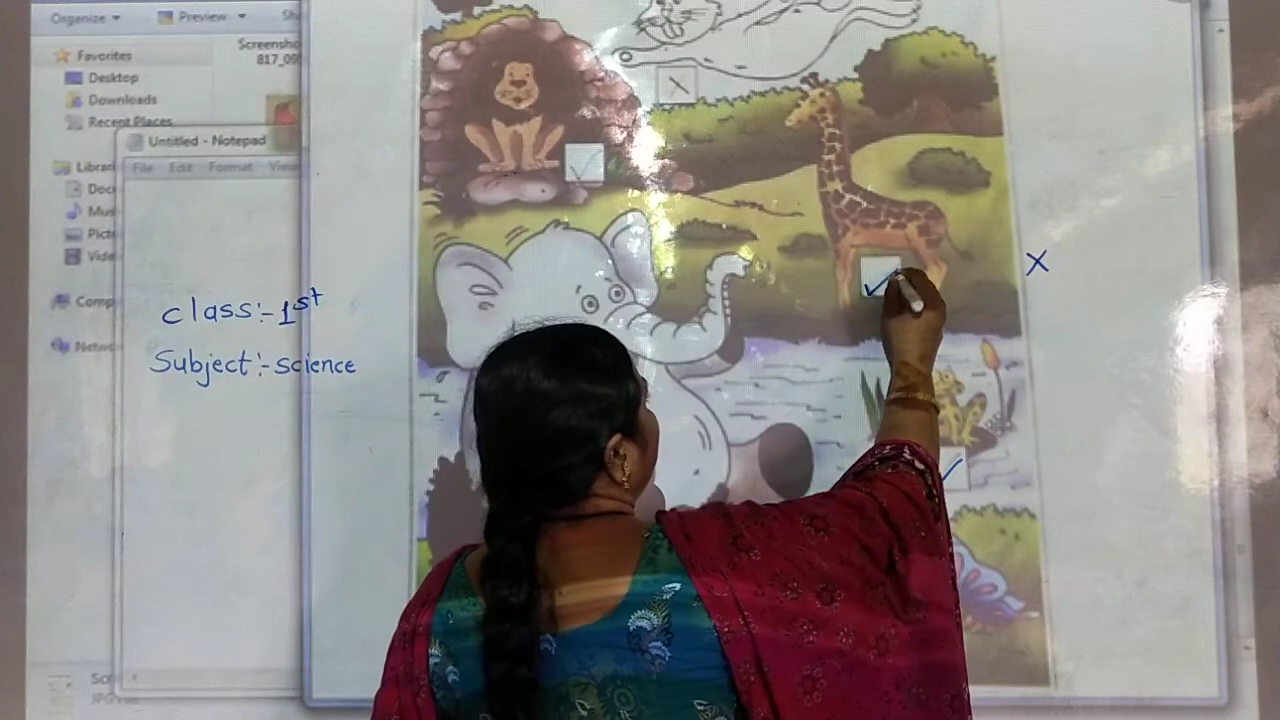 Organize Preview Sh
Favorites
Desktop
Downloads
Recent Places
Screensho
817_09
Untitled - Notepad
File Edit Format View
class:- 1st
Subject:- science
X